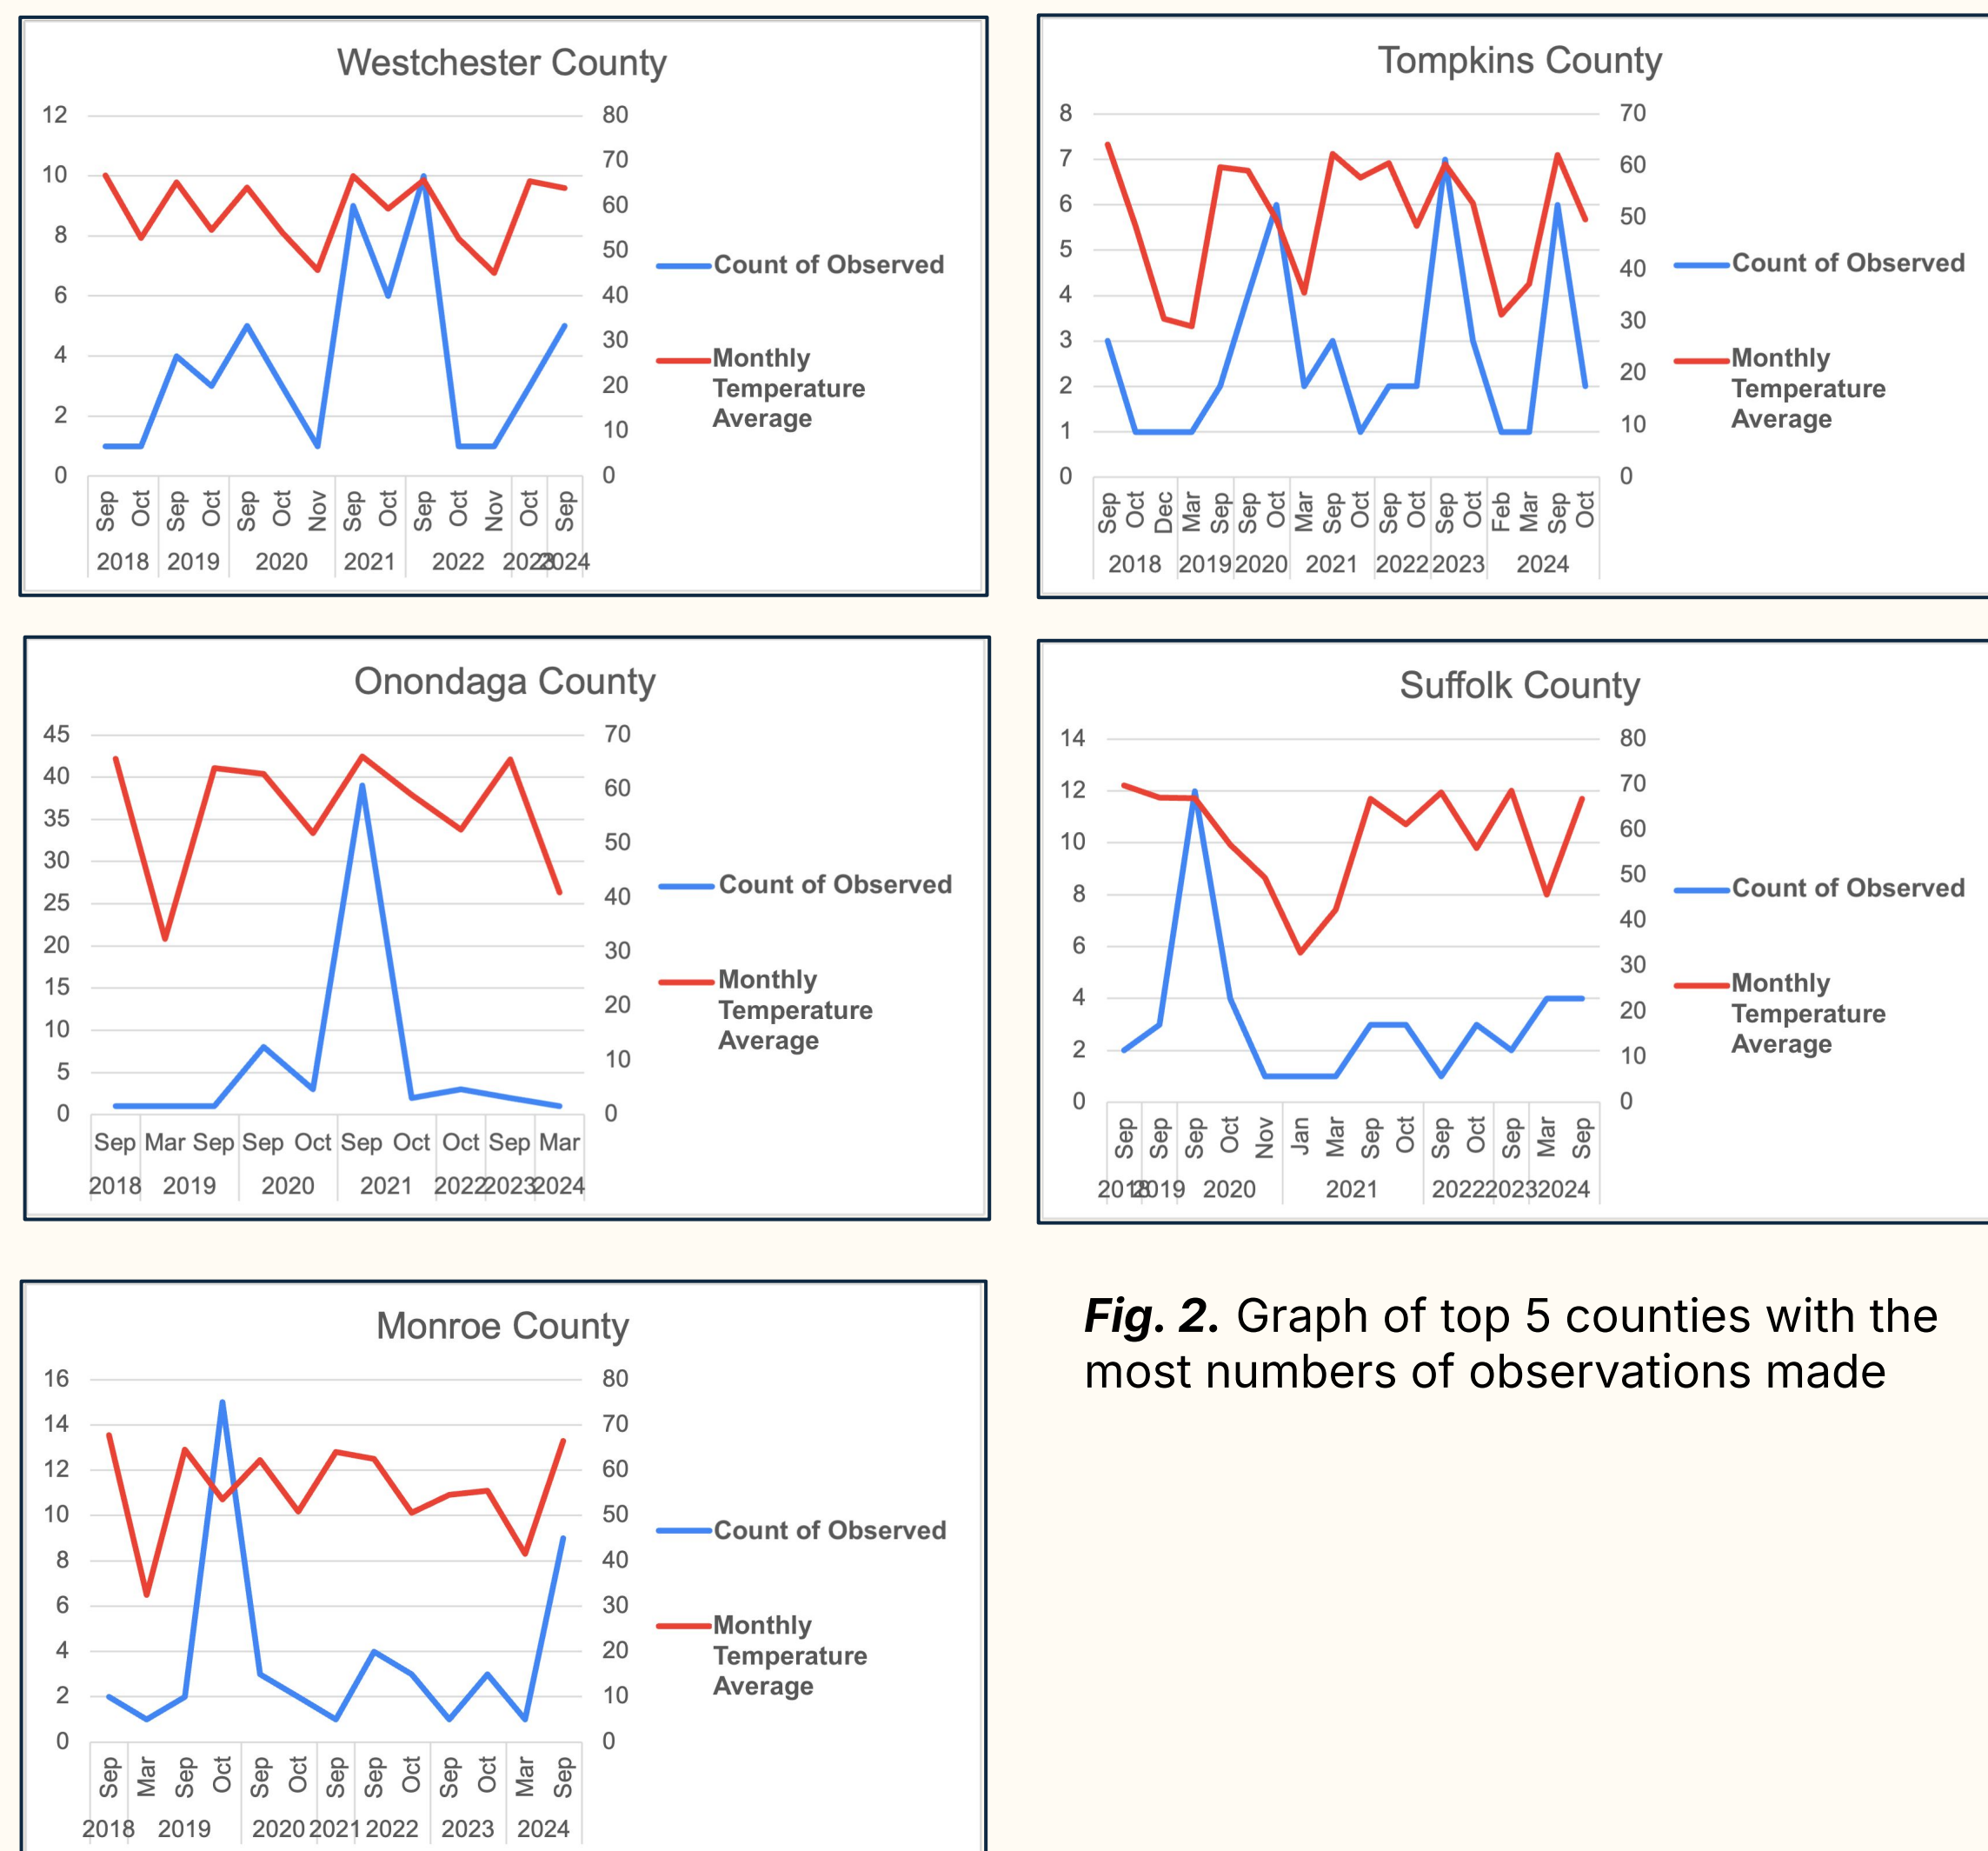 Westchester County
12
10
8
6
4
2
0
80
70
60
50
40
30
20
10
0
Count of Observed
Monthly
Temperature
Average
Sep Oct Sep Oct Sep Oct Nov Sep Oct Sep Oct Nov Oct Sep
2018 2019 2020 2021 2022 2023 2024
Tompkins County
8
7
6
5
4
3
2
1
0
70
60
50
40
30
20
10
0
Count of Observed
Monthly
Temperature
Average
Sep Oct Dec Mar Sep Sep Oct Mar Sep Oct Sep Oct Sep Oct Feb Mar Sep Oct
2018 2019 2020 2021 2022 2023 2024
Onondaga County
45
40
35
30
25
20
15
10
5
0
70
60
50
40
30
20
10
0
Count of Observed
Monthly
Temperature
Average
Sep Mar Sep Sep Oct Sep Oct Oct Sep Mar
2018 2019 2020 2021 2022 2023 2024
Suffolk County
14
12
10
8
6
4
2
0
80
70
60
50
40
30
20
10
0
Count of Observed
Monthly
Temperature
Average
Sep Sep Sep Oct Nov Jan Mar Sep Oct Sep Oct Sep Mar Sep
2018 2019 2020 2021 2022 2023 2024
Monroe County
16
14
12
10
8
6
4
2
0
80
70
60
50
40
30
20
10
0
Count of Observed
Monthly
Temperature
Average
Sep Mar Sep Oct Sep Oct Sep Sep Oct Sep Oct Mar Sep
2018 2019 2020 2021 2022 2023 2024
Fig. 2. Graph of top 5 counties with the
most numbers of observations made